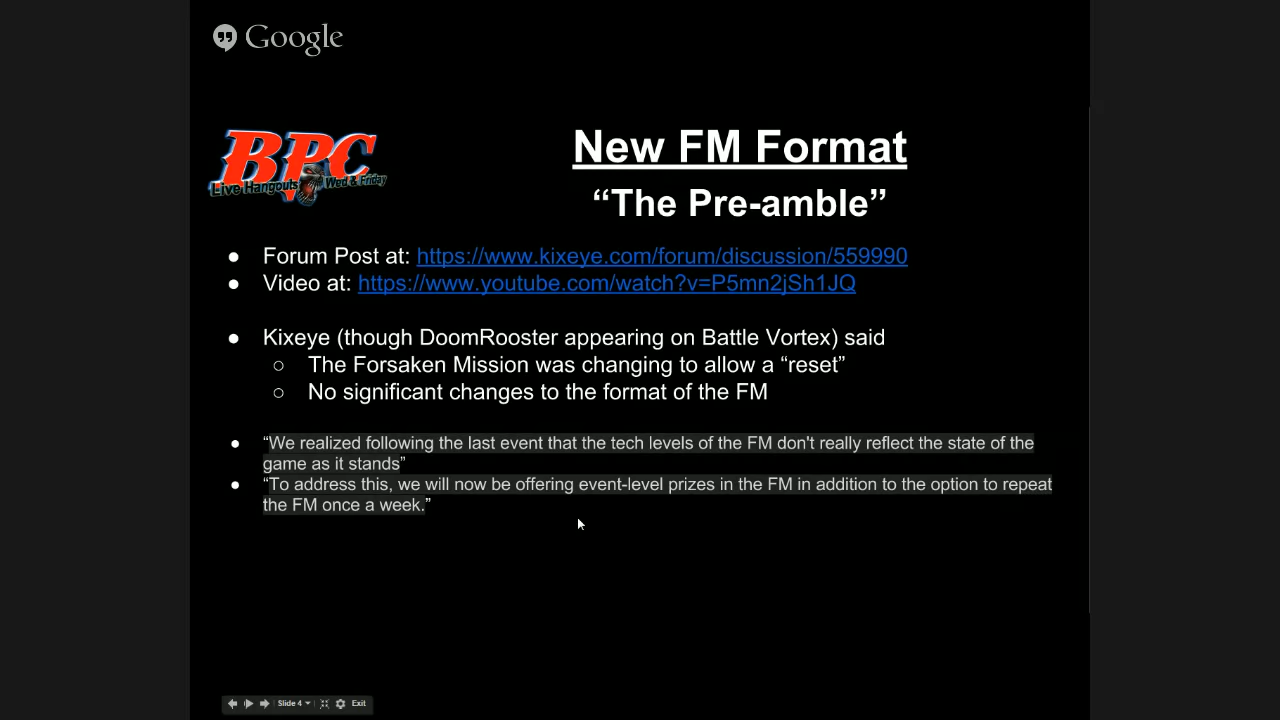 Google
BPC
Live Hangouts Wed & Friday
New FM Format
“The Pre-amble”
● Forum Post at: https://www.kixeye.com/forum/discussion/559990
● Video at: https://www.youtube.com/watch?v=P5mn2jSh1JQ
● Kixeye (though DoomRooster appearing on Battle Vortex) said
○ The Forsaken Mission was changing to allow a “reset”
○ No significant changes to the format of the FM
● “We realized following the last event that the tech levels of the FM don't really reflect the state of the
game as it stands”
● “To address this, we will now be offering event-level prizes in the FM in addition to the option to repeat
the FM once a week.”
Slide 4 Exit